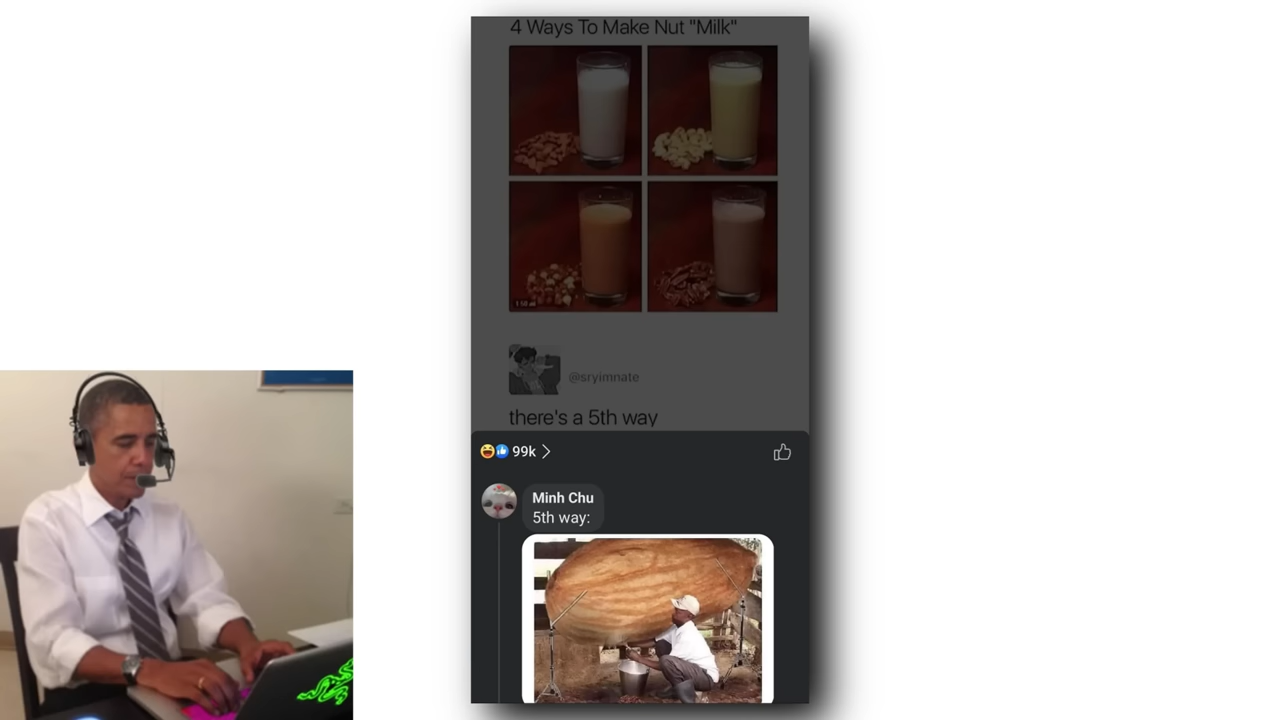 4 Ways To Make Nut "Milk"
@sryimnate
there's a 5th way
99k
Minh Chu
5th way: